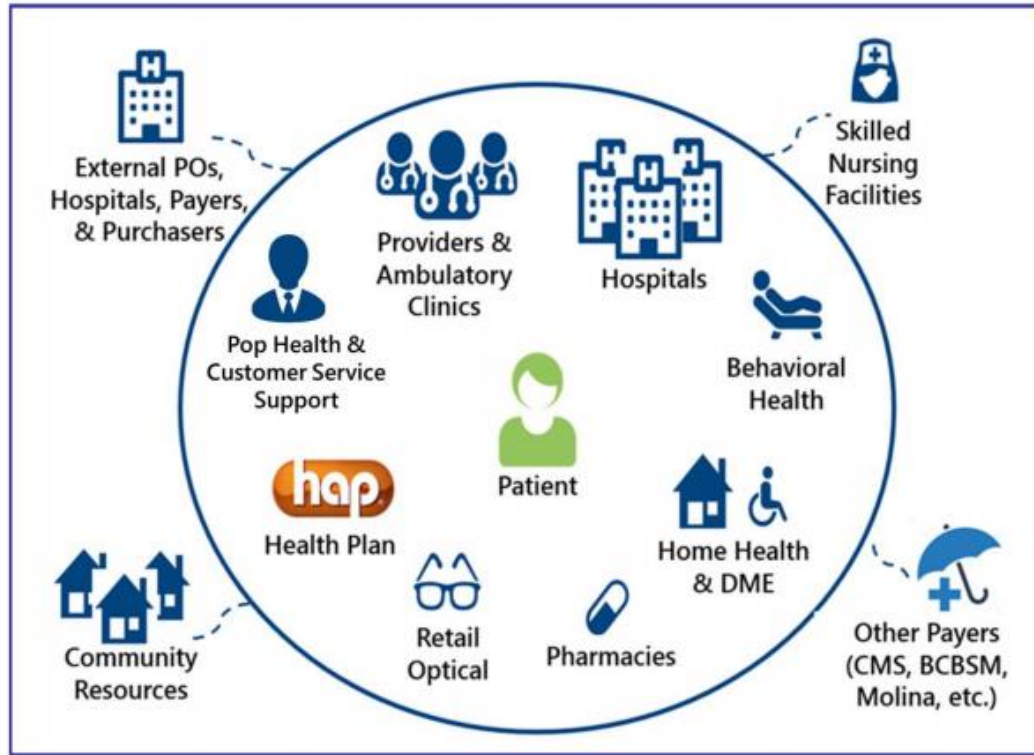 H
External POs,
Hospitals, Payers,
& Purchasers
Providers &
Ambulatory
Clinics
H H H
Hospitals
Skilled
Nursing
Facilities
Pop Health &
Customer Service
Support
Behavioral
Health
Patient
hap
Health Plan
Home Health
& DME
Retail
Optical
Pharmacies
Community
Resources
Other Payers
(CMS, BCBSM,
Molina, etc.)